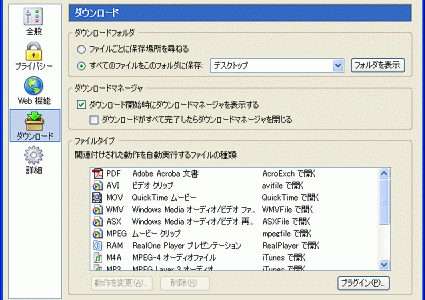 ダウンロード
全般
プライバシー
Web 機能
ダウンロード
詳細
ダウンロードフォルダ
ファイルごとに保存場所を尋ねる
すべてのファイルをこのフォルダに保存: デスクトップ フォルダを表示
ダウンロードマネージャ
ダウンロード開始時にダウンロードマネージャを表示する
ダウンロードがすべて完了したらダウンロードマネージャを閉じる
ファイルタイプ
関連付けされた動作を自動実行するファイルの種類
PDF Adobe Acroba 文書 AcroExch で開く
AVI ビデオ クリップ avifile で開く
MOV QuickTime ムービー QuickTime で開く
WMV Windows Media オーディオ/ビデオ ファ... WMVFile で開く
ASX Windows Media オーディオ/ビデオ 再... ASXFile で開く
MPEG ムービー クリップ mpegfile で開く
RAM RealOne Player プレゼンテーション RealPlayer で開く
M4A MPEG-4 オーディオファイル iTunes で開く
MP3 MPEG Layer 3 オーディオ iTunes で開く
動作を変更(A)... 削除(R) プラグイン(P)...